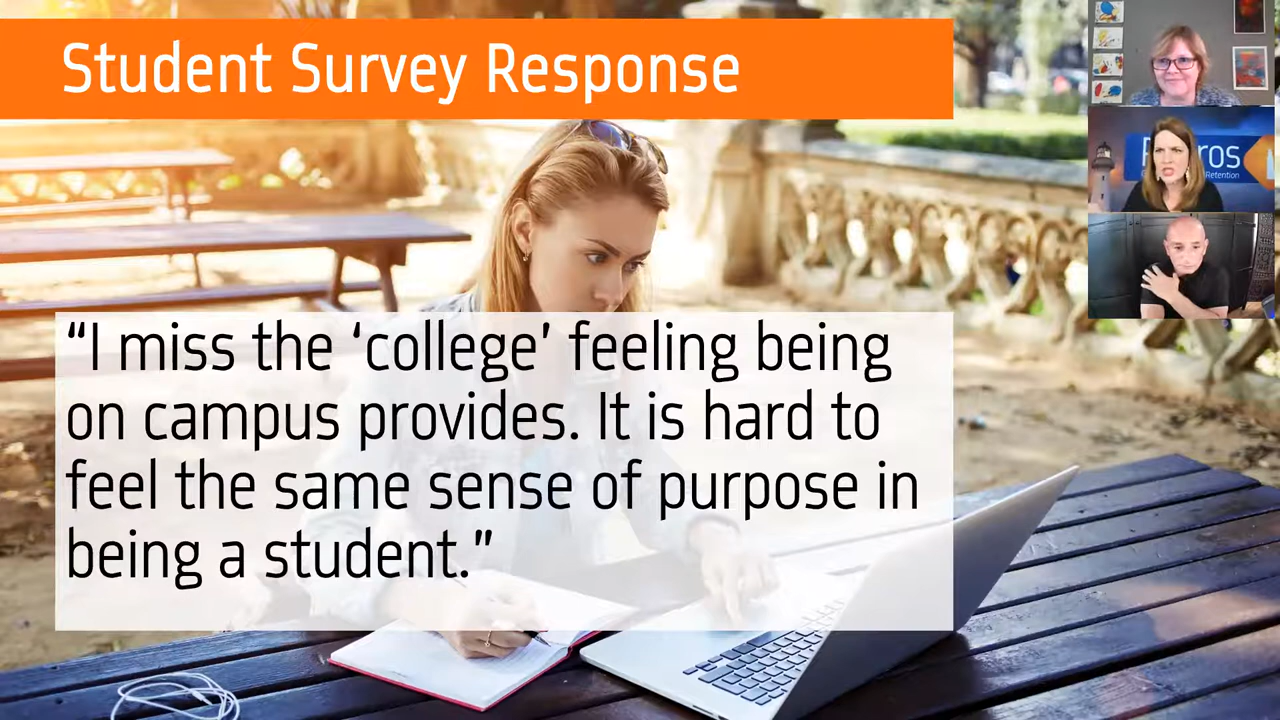 Student Survey Response
“I miss the ‘college’ feeling being
on campus provides. It is hard to
feel the same sense of purpose in
being a student.”
Retention